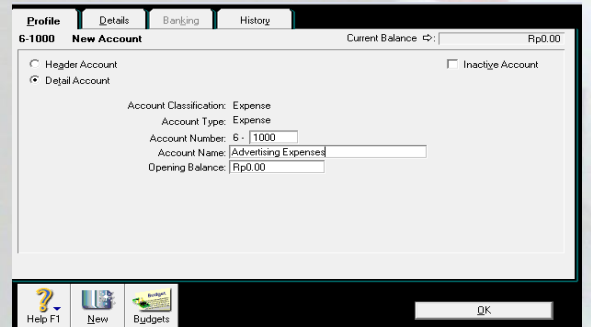 Profile Details Banking History
6-1000 New Account Current Balance ⇨: Rp0.00
Header Account Inactive Account
Detail Account
Account Classification: Expense
Account Type: Expense
Account Number: 6 - 1000
Account Name: Advertising Expenses
Opening Balance: Rp0.00
Budget
Help F1 New Budgets OK